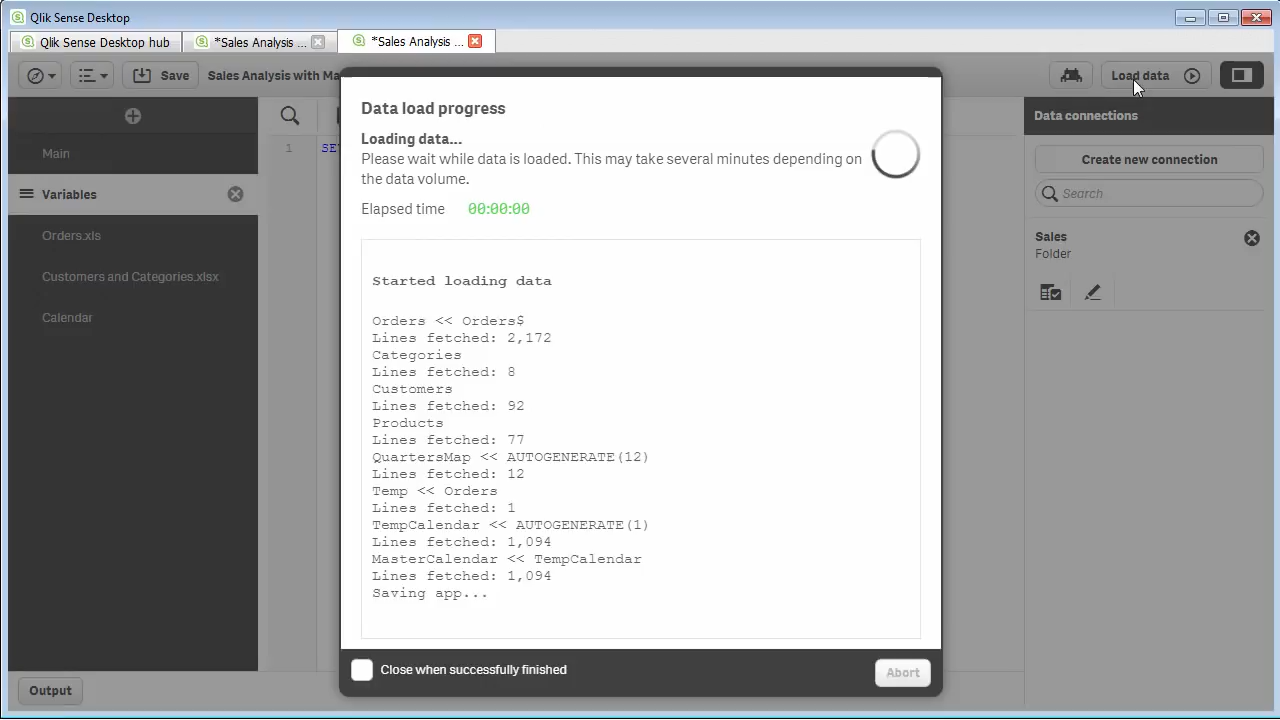 Qlik Sense Desktop
Qlik Sense Desktop hub
*Sales Analysis ...
*Sales Analysis ...
Save
Sales Analysis with Ma
Load data
Main
Variables
Orders.xls
Customers and Categories.xlsx
Calendar
1
SE
Data load progress
Loading data...
Please wait while data is loaded. This may take several minutes depending on
the data volume.
Elapsed time 00:00:00
Started loading data
Orders << Orders$
Lines fetched: 2,172
Categories
Lines fetched: 8
Customers
Lines fetched: 92
Products
Lines fetched: 77
QuartersMap << AUTOGENERATE(12)
Lines fetched: 12
Temp << Orders
Lines fetched: 1
TempCalendar << AUTOGENERATE(1)
Lines fetched: 1,094
MasterCalendar << TempCalendar
Lines fetched: 1,094
Saving app...
Close when successfully finished
Abort
Data connections
Create new connection
Search
Sales
Folder
Output